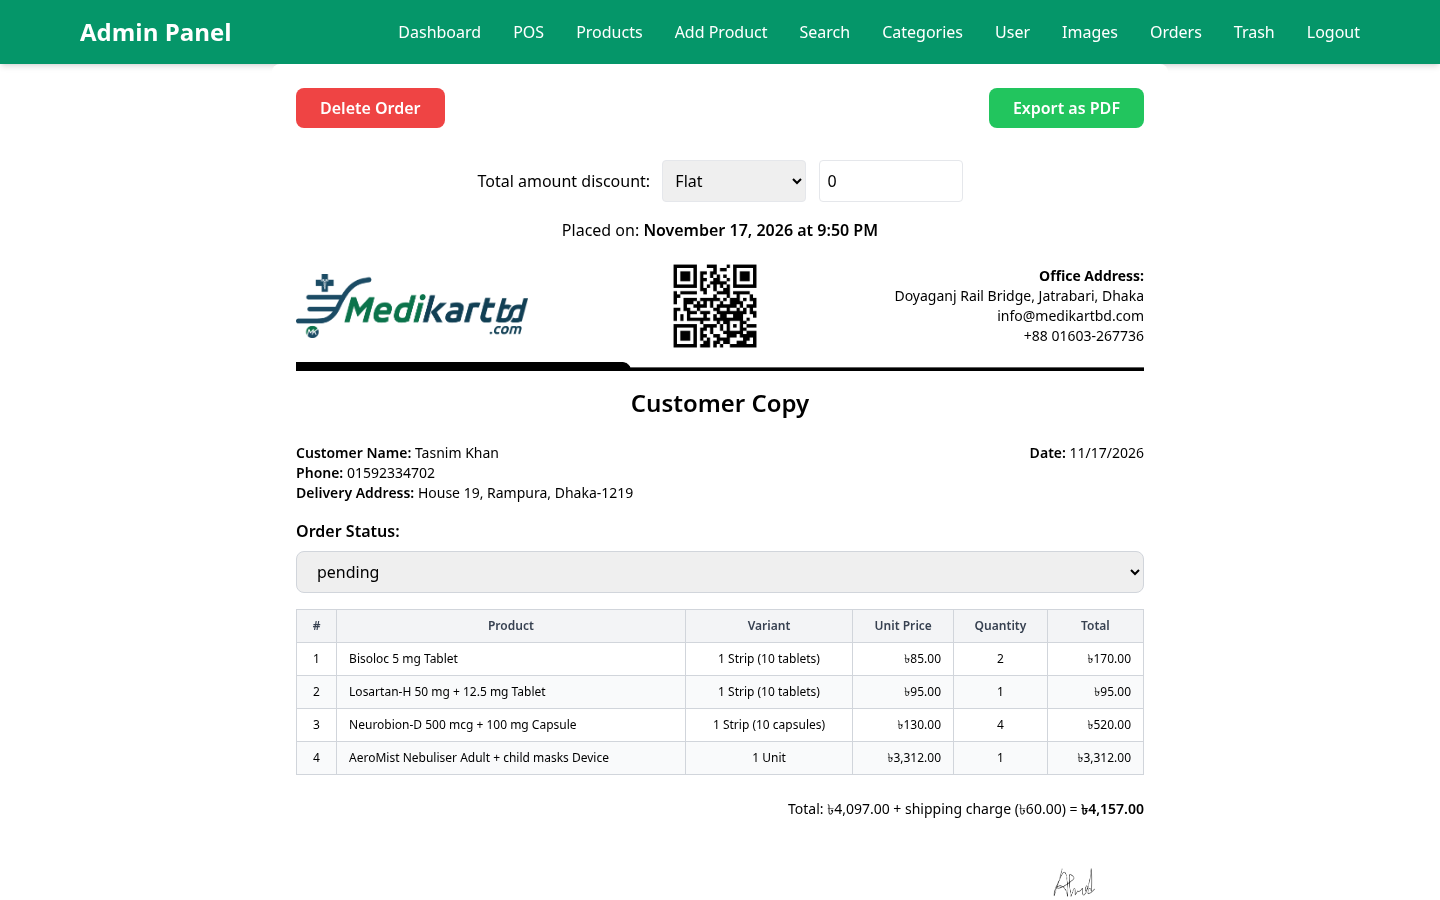 Admin Panel Dashboard POS Products Add Product Search Categories User Images Orders Trash Logout
Delete Order Export as PDF
Total amount discount: Flat 0
Placed on: November 17, 2026 at 9:50 PM
Medikartbd
.com
MK
Office Address:
Doyaganj Rail Bridge, Jatrabari, Dhaka
info@medikartbd.com
+88 01603-267736
Customer Copy
Customer Name: Tasnim Khan Date: 11/17/2026
Phone: 01592334702
Delivery Address: House 19, Rampura, Dhaka-1219
Order Status:
pending
# Product Variant Unit Price Quantity Total
1 Bisoloc 5 mg Tablet 1 Strip (10 tablets) ৳85.00 2 ৳170.00
2 Losartan-H 50 mg + 12.5 mg Tablet 1 Strip (10 tablets) ৳95.00 1 ৳95.00
3 Neurobion-D 500 mcg + 100 mg Capsule 1 Strip (10 capsules) ৳130.00 4 ৳520.00
4 AeroMist Nebuliser Adult + child masks Device 1 Unit ৳3,312.00 1 ৳3,312.00
Total: ৳4,097.00 + shipping charge (৳60.00) = ৳4,157.00